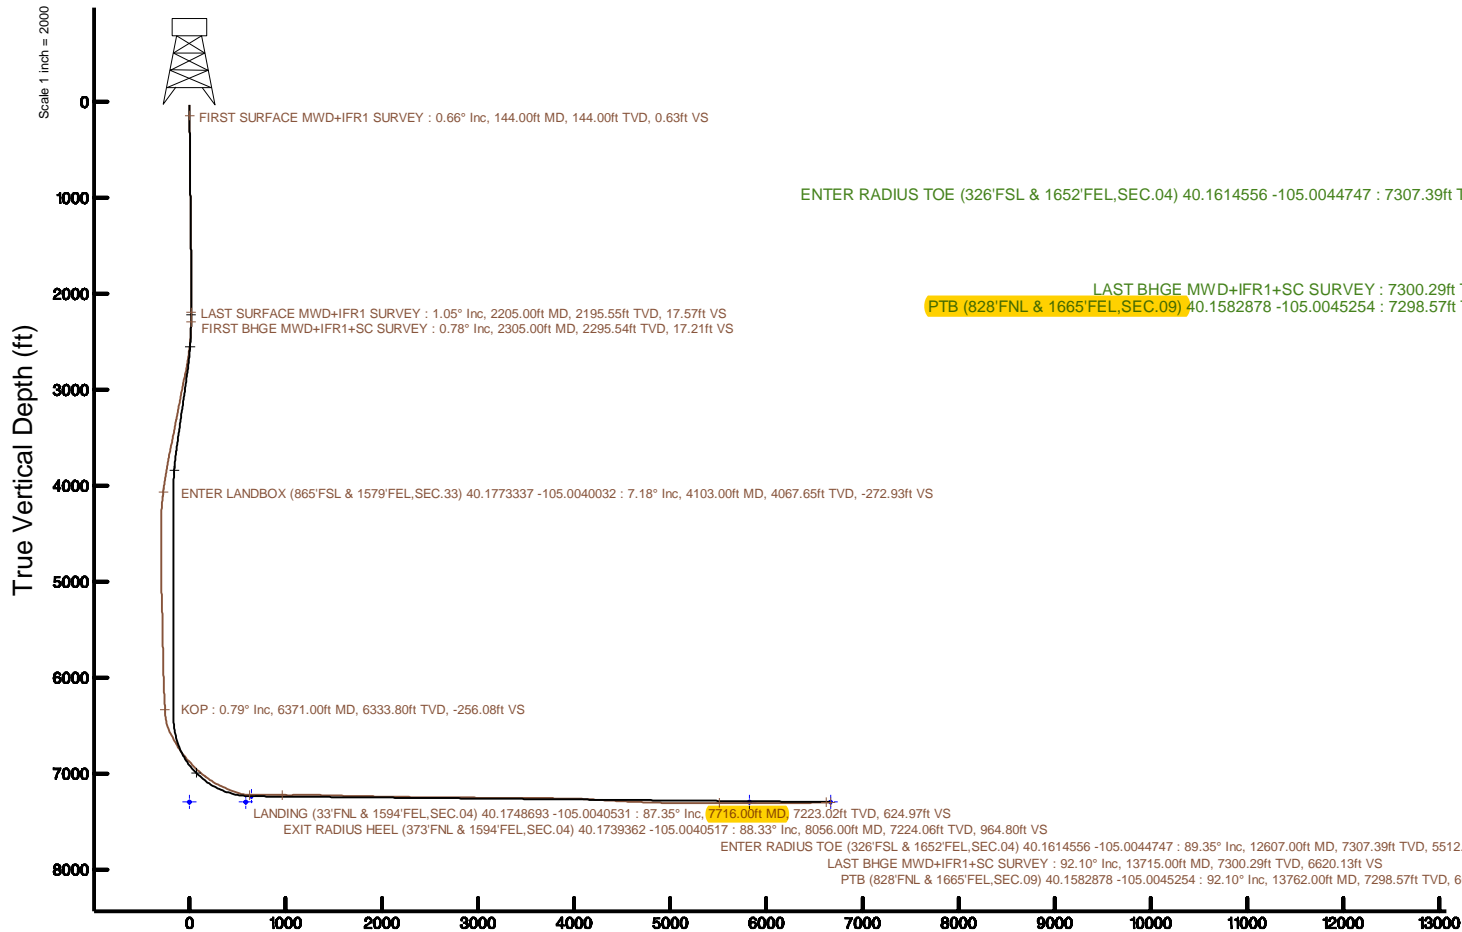 Scale 1 inch = 2000
True Vertical Depth (ft)
0
FIRST SURFACE MWD+IFR1 SURVEY : 0.66° Inc, 144.00ft MD, 144.00ft TVD, 0.63ft VS
1000
ENTER RADIUS TOE (326'FSL & 1652'FEL,SEC.04) 40.1614556 -105.0044747 : 7307.39ft T
2000
LAST BHGE MWD+IFR1+SC SURVEY : 7300.29ft T
PTB (828'FNL & 1665'FEL,SEC.09) 40.1582878 -105.0045254 : 7298.57ft T
LAST SURFACE MWD+IFR1 SURVEY : 1.05° Inc, 2205.00ft MD, 2195.55ft TVD, 17.57ft VS
FIRST BHGE MWD+IFR1+SC SURVEY : 0.78° Inc, 2305.00ft MD, 2295.54ft TVD, 17.21ft VS
3000
4000
ENTER LANDBOX (865'FSL & 1579'FEL,SEC.33) 40.1773337 -105.0040032 : 7.18° Inc, 4103.00ft MD, 4067.65ft TVD, -272.93ft VS
5000
6000
KOP : 0.79° Inc, 6371.00ft MD, 6333.80ft TVD, -256.08ft VS
7000
LANDING (33'FNL & 1594'FEL,SEC.04) 40.1748693 -105.0040531 : 87.35° Inc, 7716.00ft MD, 7223.02ft TVD, 624.97ft VS
EXIT RADIUS HEEL (373'FNL & 1594'FEL,SEC.04) 40.1739362 -105.0040517 : 88.33° Inc, 8056.00ft MD, 7224.06ft TVD, 964.80ft VS
ENTER RADIUS TOE (326'FSL & 1652'FEL,SEC.04) 40.1614556 -105.0044747 : 89.35° Inc, 12607.00ft MD, 7307.39ft TVD, 5512.
LAST BHGE MWD+IFR1+SC SURVEY : 92.10° Inc, 13715.00ft MD, 7300.29ft TVD, 6620.13ft VS
8000
PTB (828'FNL & 1665'FEL,SEC.09) 40.1582878 -105.0045254 : 92.10° Inc, 13762.00ft MD, 7298.57ft TVD, 6
0 1000 2000 3000 4000 5000 6000 7000 8000 9000 10000 11000 12000 13000